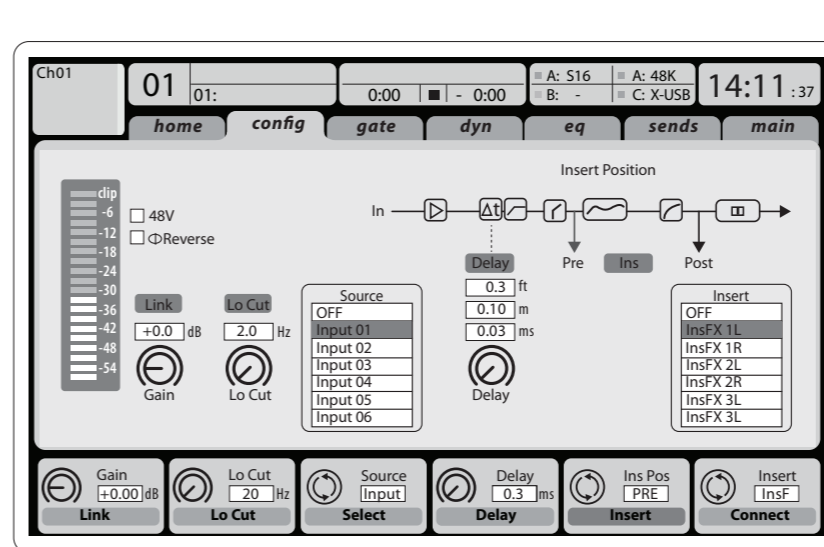 Ch01
01
01:
0:00 - 0:00
A: S16
B: -
A: 48K
C: X-USB
14:11 :37
home config gate dyn eq sends main
Insert Position
clip
-6
-12
-18
-24
-30
-36
-42
-48
-54
48V
ΦReverse
In
Δt
Pre Ins Post
Delay
0.3 ft
0.10 m
0.03 ms
Delay
Link
+0.0 dB
Gain
Lo Cut
2.0 Hz
Lo Cut
Source
OFF
Input 01
Input 02
Input 03
Input 04
Input 05
Input 06
Insert
OFF
InsFX 1L
InsFX 1R
InsFX 2L
InsFX 2R
InsFX 3L
InsFX 3L
Gain
+0.00 dB
Link
Lo Cut
20 Hz
Lo Cut
Source
Input
Select
Delay
0.3 ms
Delay
Ins Pos
PRE
Insert
Insert
InsF
Connect